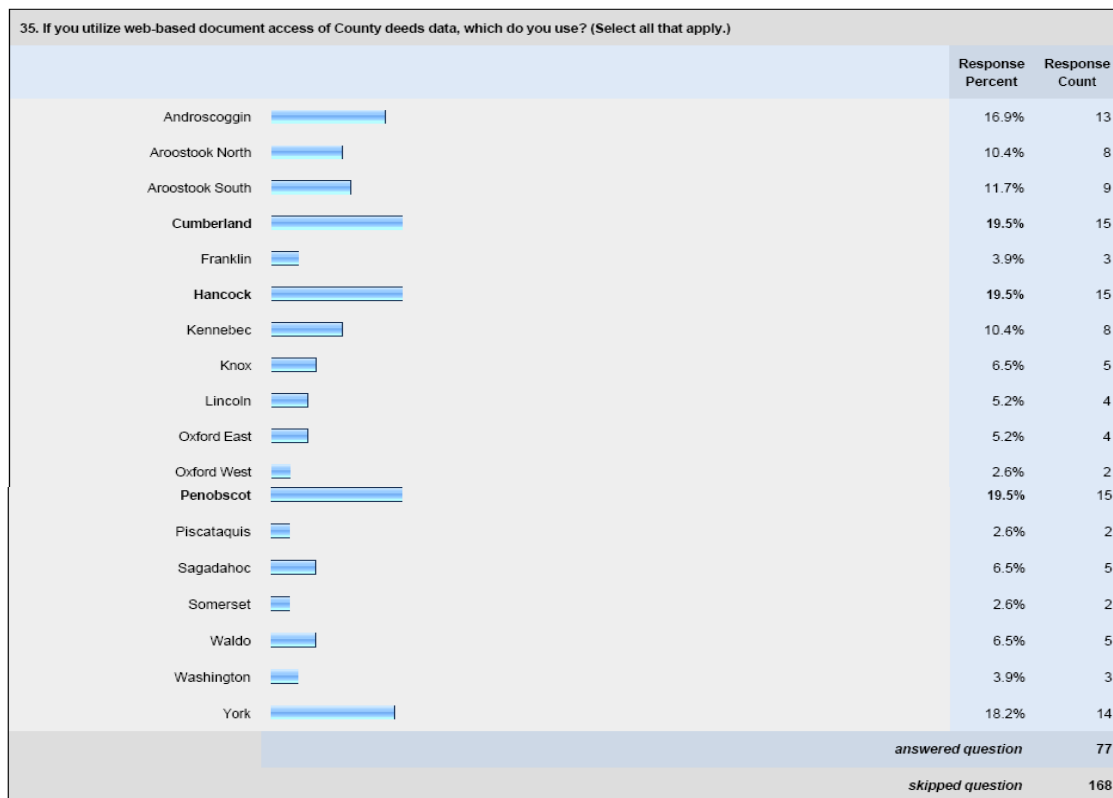 35. If you utilize web-based document access of County deeds data, which do you use? (Select all that apply.)
Response Percent Response Count
Androscoggin 16.9% 13
Aroostook North 10.4% 8
Aroostook South 11.7% 9
Cumberland 19.5% 15
Franklin 3.9% 3
Hancock 19.5% 15
Kennebec 10.4% 8
Knox 6.5% 5
Lincoln 5.2% 4
Oxford East 5.2% 4
Oxford West 2.6% 2
Penobscot 19.5% 15
Piscataquis 2.6% 2
Sagadahoc 6.5% 5
Somerset 2.6% 2
Waldo 6.5% 5
Washington 3.9% 3
York 18.2% 14
answered question 77
skipped question 168